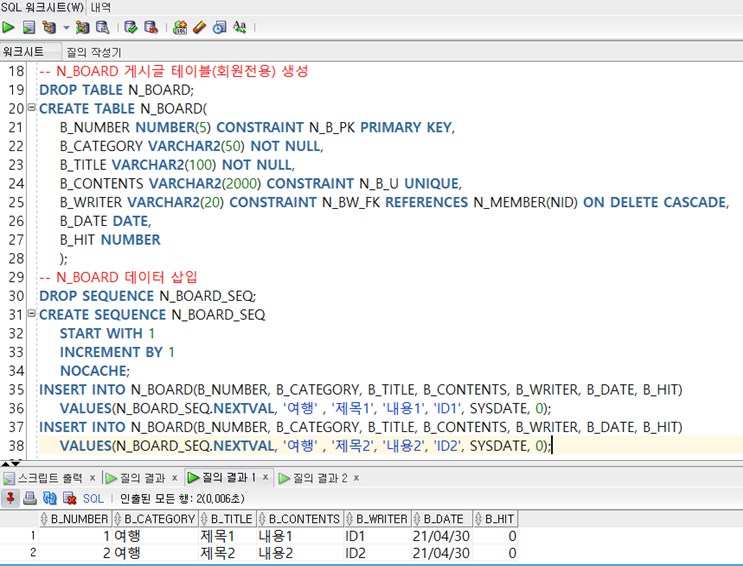 SQL 워크시트(W) 내역
워크시트 질의 작성기
18 -- N_BOARD 게시글 테이블(회원전용) 생성
19 DROP TABLE N_BOARD;
20 CREATE TABLE N_BOARD(
21 B_NUMBER NUMBER(5) CONSTRAINT N_B_PK PRIMARY KEY,
22 B_CATEGORY VARCHAR2(50) NOT NULL,
23 B_TITLE VARCHAR2(100) NOT NULL,
24 B_CONTENTS VARCHAR2(2000) CONSTRAINT N_B_U UNIQUE,
25 B_WRITER VARCHAR2(20) CONSTRAINT N_BW_FK REFERENCES N_MEMBER(NID) ON DELETE CASCADE,
26 B_DATE DATE,
27 B_HIT NUMBER
28 );
29 -- N_BOARD 데이터 삽입
30 DROP SEQUENCE N_BOARD_SEQ;
31 CREATE SEQUENCE N_BOARD_SEQ
32 START WITH 1
33 INCREMENT BY 1
34 NOCACHE;
35 INSERT INTO N_BOARD(B_NUMBER, B_CATEGORY, B_TITLE, B_CONTENTS, B_WRITER, B_DATE, B_HIT)
36 VALUES(N_BOARD_SEQ.NEXTVAL, '여행' , '제목1', '내용1', 'ID1', SYSDATE, 0);
37 INSERT INTO N_BOARD(B_NUMBER, B_CATEGORY, B_TITLE, B_CONTENTS, B_WRITER, B_DATE, B_HIT)
38 VALUES(N_BOARD_SEQ.NEXTVAL, '여행' , '제목2', '내용2', 'ID2', SYSDATE, 0);
스크립트 출력 x 질의 결과 x 질의 결과 1 x 질의 결과 2 x
SQL 인출된 모든 행: 2(0,006초)
B_NUMBER B_CATEGORY B_TITLE B_CONTENTS B_WRITER B_DATE B_HIT
1 1 여행 제목1 내용1 ID1 21/04/30 0
2 2 여행 제목2 내용2 ID2 21/04/30 0